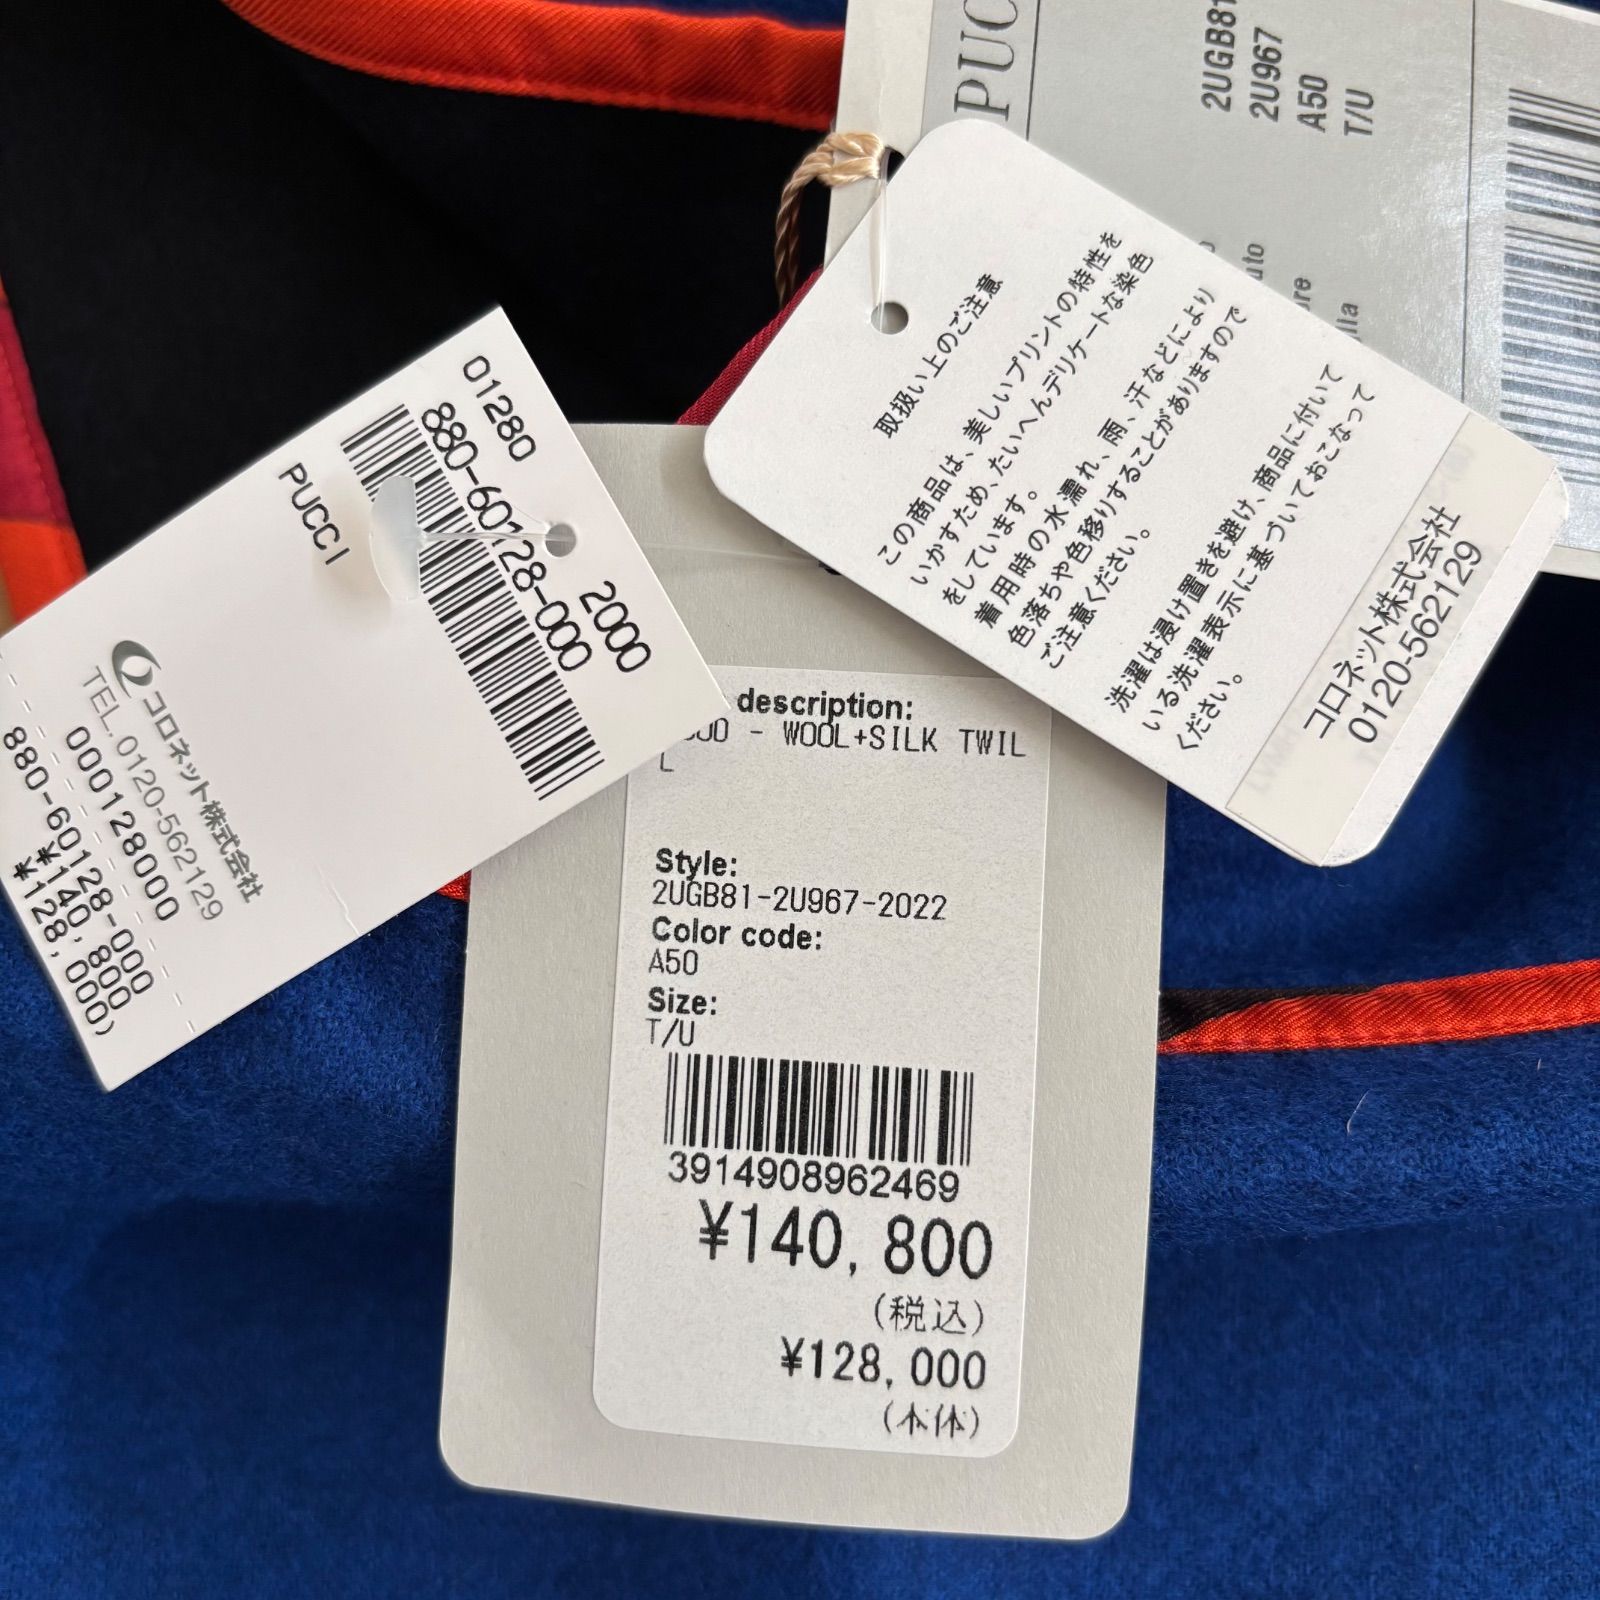 PUC
2UGB81
2U967
A50
T/U
取扱い上のご注意
この商品は、美しいプリントの特性を
いかすため、たいへんデリケートな染色
をしています。
着用時の水濡れ、雨、汗などにより
色落ちや色移りすることがありますので
ご注意ください。
洗濯は浸け置きを避け、商品に付いて
いる洗濯表示に基づいておこなって
ください。
コロネット株式会社
0120-562129
01280
880-60128-000
2000
PUCCI
コロネット株式会社
TEL.0120-562129
000128000
880-60128-000
*140,800
*128,000)
description:
- WOOL+SILK TWIL
L
Style:
2UGB81-2U967-2022
Color code:
A50
Size:
T/U
3914908962469
¥140,800
(税込)
¥128,000
(本体)